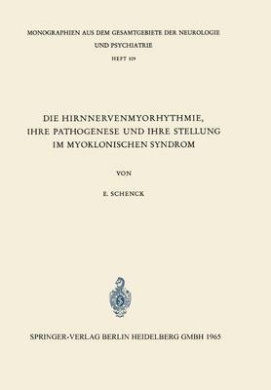 MONOGRAPHIEN AUS DEM GESAMTGEBIETE DER NEUROLOGIE
UND PSYCHIATRIE
HEFT 109
DIE HIRNNERVENMYORHYTHMIE,
IHRE PATHOGENESE UND IHRE STELLUNG
IM MYOKLONISCHEN SYNDROM
VON
E. SCHENCK
SPRINGER-VERLAG BERLIN HEIDELBERG GMBH 1965